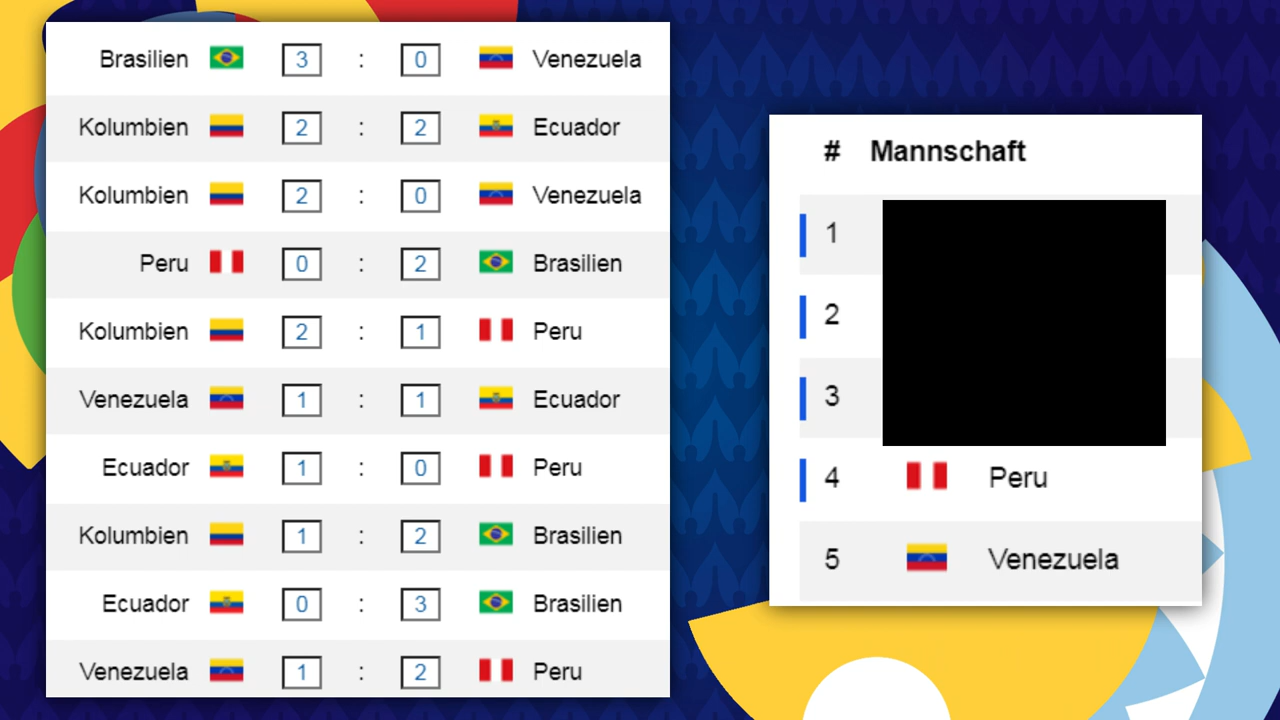 Brasilien 3 : 0 Venezuela
Kolumbien 2 : 2 Ecuador
Kolumbien 2 : 0 Venezuela
Peru 0 : 2 Brasilien
Kolumbien 2 : 1 Peru
Venezuela 1 : 1 Ecuador
Ecuador 1 : 0 Peru
Kolumbien 1 : 2 Brasilien
Ecuador 0 : 3 Brasilien
Venezuela 1 : 2 Peru
# Mannschaft
1
2
3
4 Peru
5 Venezuela